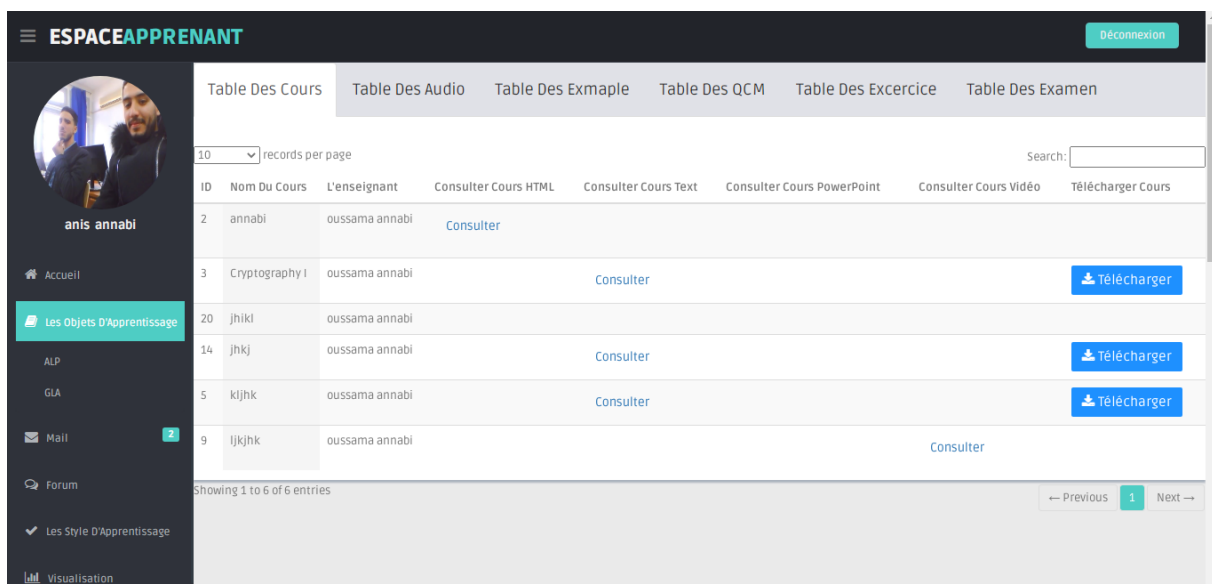 ESPACEAPPRENANT
Déconnexion
Table Des Cours Table Des Audio Table Des Exmaple Table Des QCM Table Des Excercice Table Des Examen
10 records per page
Search:
ID Nom Du Cours L'enseignant Consulter Cours HTML Consulter Cours Text Consulter Cours PowerPoint Consulter Cours Vidéo Télécharger Cours
2 annabi oussama annabi Consulter
3 Cryptography I oussama annabi Consulter Télécharger
20 jhikl oussama annabi
14 jhkj oussama annabi Consulter Télécharger
5 kljhk oussama annabi Consulter Télécharger
9 ljkjhk oussama annabi Consulter
Showing 1 to 6 of 6 entries
← Previous 1 Next →
anis annabi
Accueil
Les Objets D'Apprentissage
ALP
GLA
Mail 2
Forum
Les Style D'Apprentissage
Visualisation